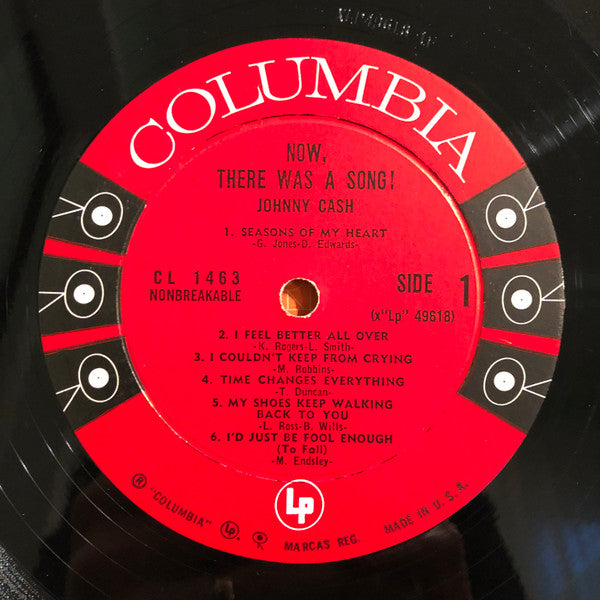 COLUMBIA
NOW,
THERE WAS A SONG!
JOHNNY CASH
1. SEASONS OF MY HEART
-G. Jones-D. Edwards-
CL 1463
NONBREAKABLE
SIDE 1
(x"Lp" 49618)
2. I FEEL BETTER ALL OVER
-K. Rogers-L. Smith-
3. I COULDN'T KEEP FROM CRYING
-M. Robbins-
4. TIME CHANGES EVERYTHING
-T. Duncan-
5. MY SHOES KEEP WALKING
BACK TO YOU
-L. Ross-B. Wills-
6. I'D JUST BE FOOL ENOUGH
(To Fall)
-M. Endsley-
Lp
® "COLUMBIA" Lp MARCAS REG. MADE IN U.S.A.